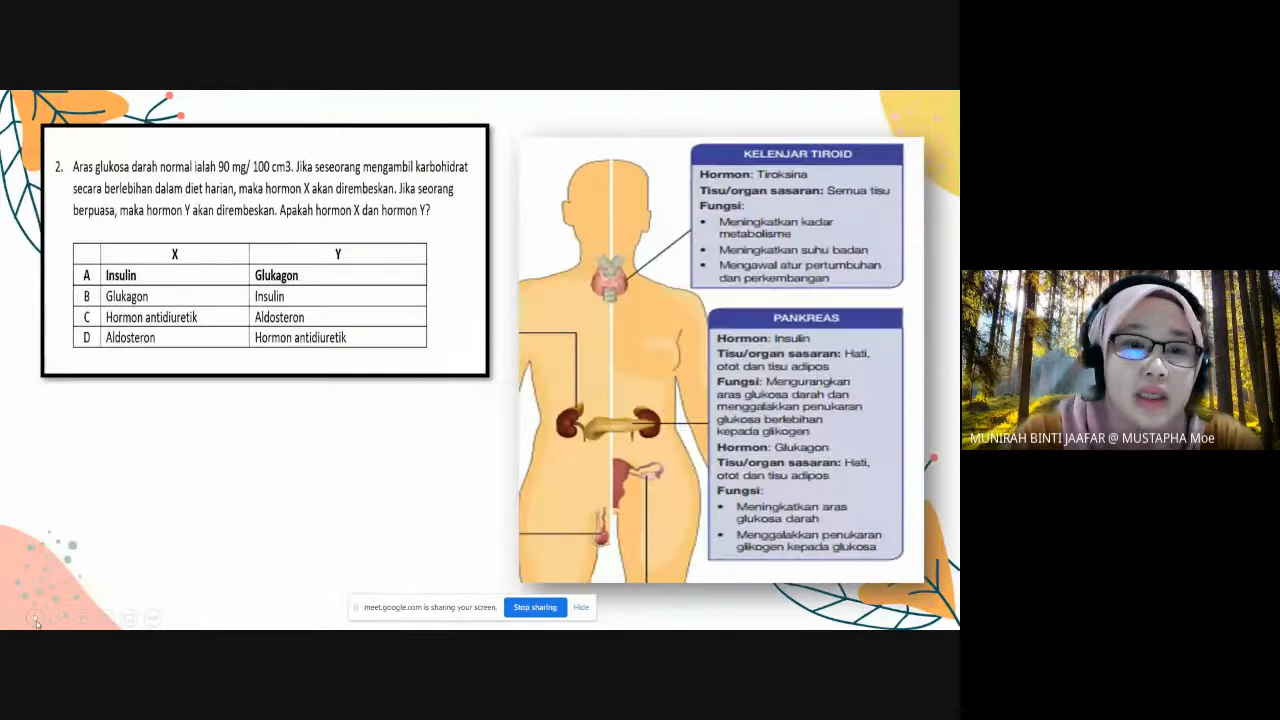 2. Aras glukosa darah normal ialah 90 mg/ 100 cm3. Jika seseorang mengambil karbohidrat
secara berlebihan dalam diet harian, maka hormon X akan dirembeskan. Jika seorang
berpuasa, maka hormon Y akan dirembeskan. Apakah hormon X dan hormon Y?
X Y
A Insulin Glukagon
B Glukagon Insulin
C Hormon antidiuretik Aldosteron
D Aldosteron Hormon antidiuretik
KELENJAR TIROID
Hormon: Tiroksina
Tisu/organ sasaran: Semua tisu
Fungsi:
• Meningkatkan kadar
metabolisme
• Meningkatkan suhu badan
• Mengawal atur pertumbuhan
dan perkembangan
PANKREAS
Hormon: Insulin
Tisu/organ sasaran: Hati,
otot dan tisu adipos
Fungsi: Mengurangkan
aras glukosa darah dan
menggalakkan penukaran
glukosa berlebihan
kepada glikogen
Hormon: Glukagon
Tisu/organ sasaran: Hati,
otot dan tisu adipos
Fungsi:
• Meningkatkan aras
glukosa darah
• Menggalakkan penukaran
glikogen kepada glukosa
meet.google.com is sharing your screen. Stop sharing Hide
MUNIRAH BINTI JAAFAR @ MUSTAPHA Moe